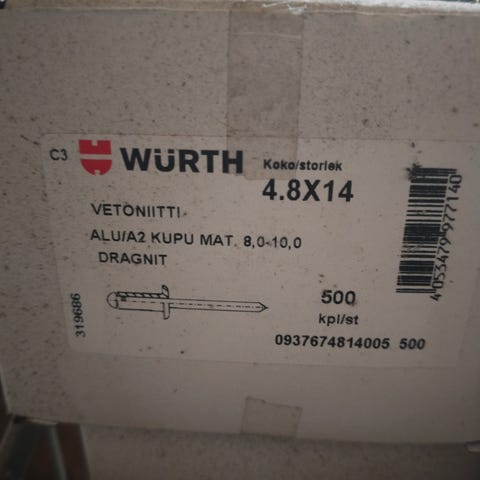 C3
WÜRTH
Koko/storlek
4.8X14
VETONIITTI
ALU/A2 KUPU MAT. 8,0-10,0
DRAGNIT
500
kpl/st
0937674814005 500
319686
4053479977140